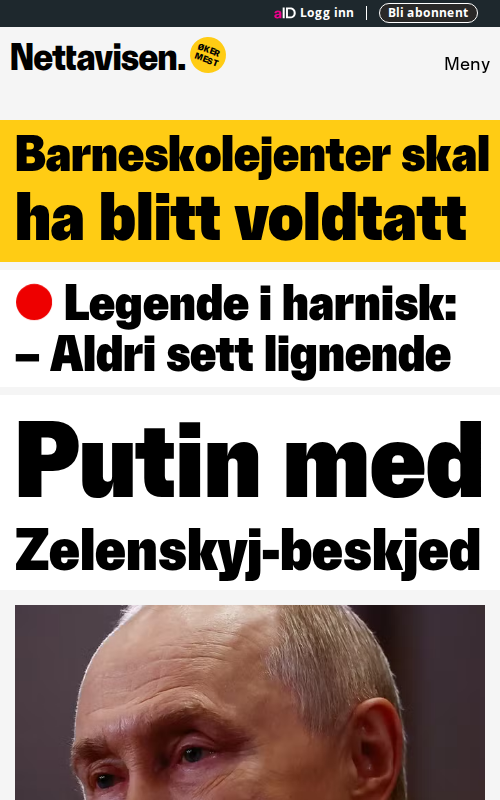 aID Logg inn
Bli abonnent
Nettavisen.
ØKER
MEST
Meny
Barneskolejenter skal
ha blitt voldtatt
Legende i harnisk:
– Aldri sett lignende
Putin med
Zelenskyj-beskjed